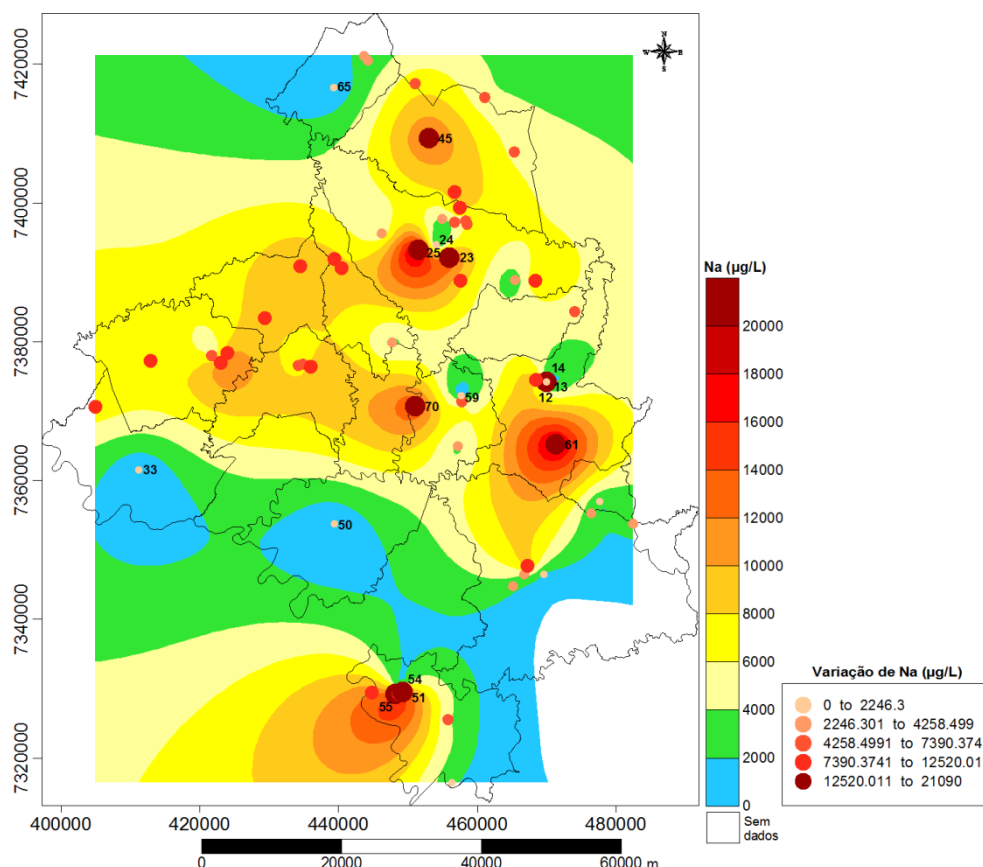 N
W E
S
7420000
7400000
7380000
7360000
7340000
7320000
65
45
24
25
23
14
13
12
59
70
61
33
50
54
51
55
400000 420000 440000 460000 480000
0 20000 40000 60000 m
Na (µg/L)
20000
18000
16000
14000
12000
10000
8000
6000
4000
2000
0
Sem
dados
Variação de Na (µg/L)
0 to 2246.3
2246.301 to 4258.499
4258.4991 to 7390.374
7390.3741 to 12520.01
12520.011 to 21090